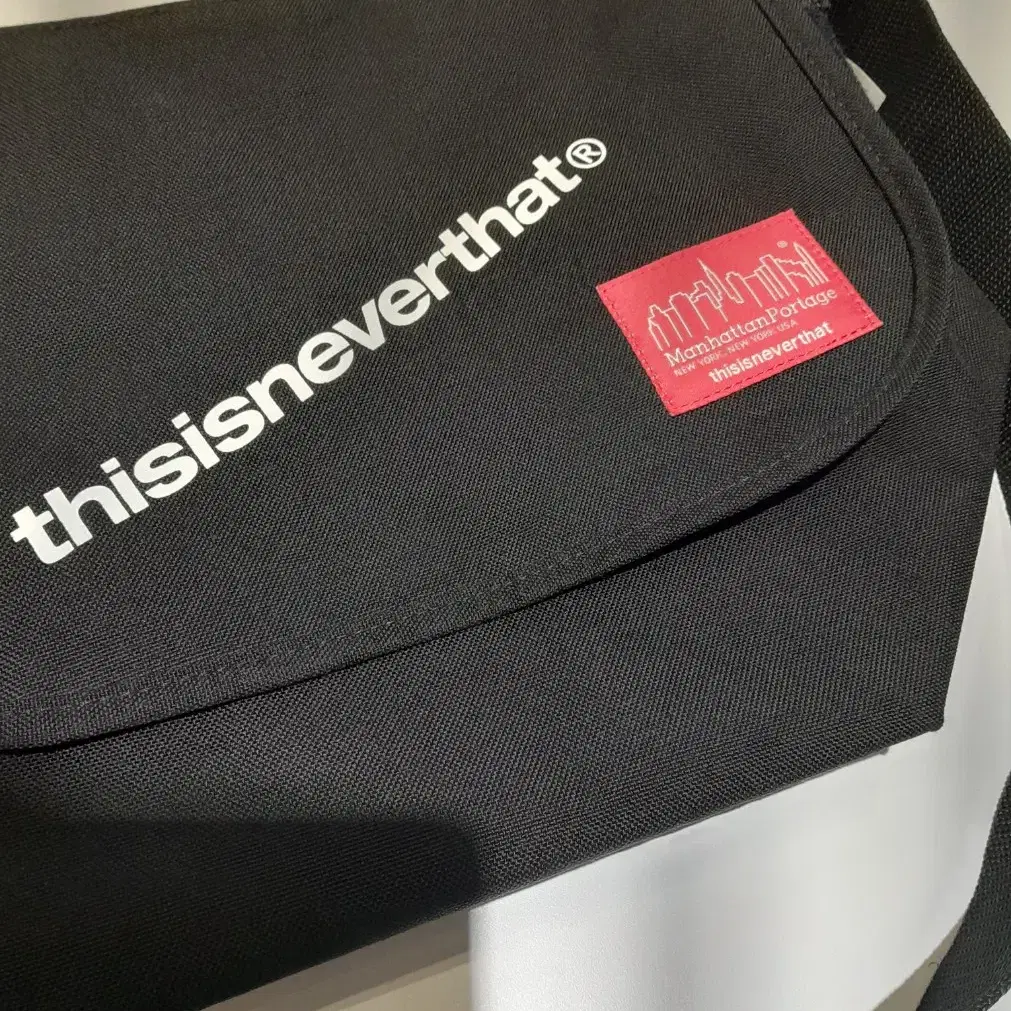 thisisneverthat®
®
ManhattanPortage
NEW YORK, NEW YORK USA
thisisneverthat